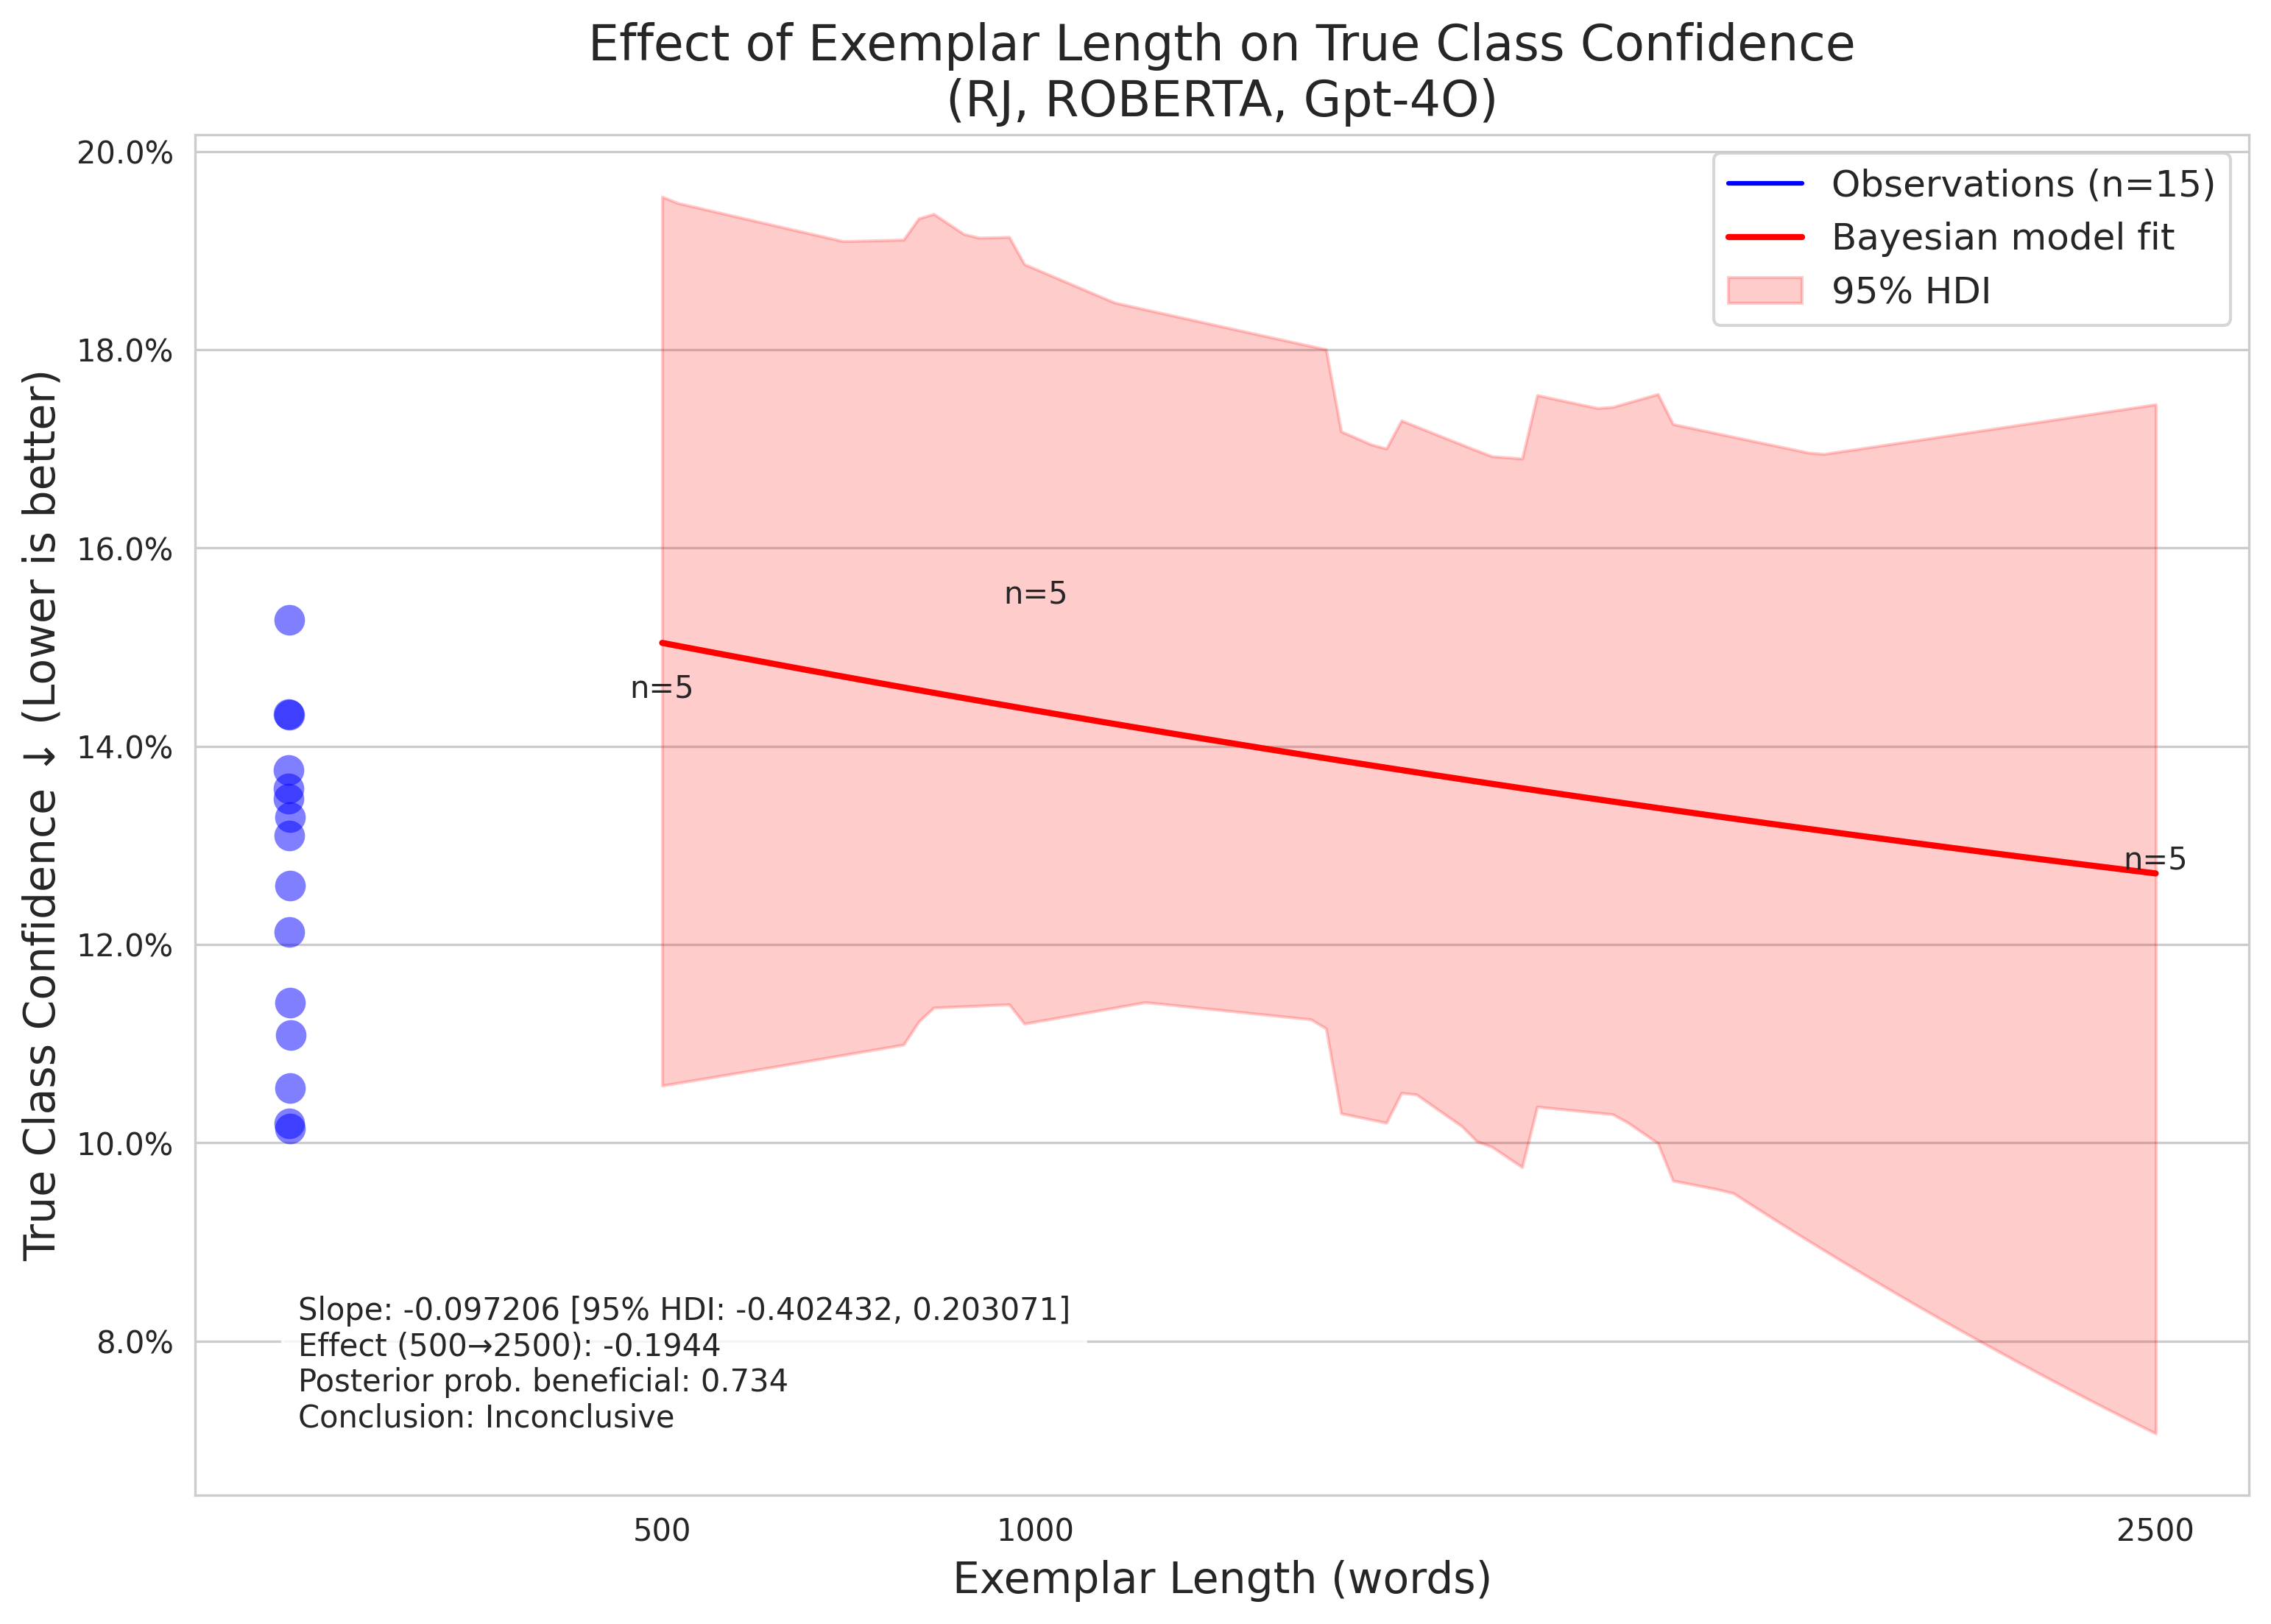 Effect of Exemplar Length on True Class Confidence
(RJ, ROBERTA, Gpt-4O)
True Class Confidence ↓ (Lower is better)
20.0%
18.0%
16.0%
14.0%
12.0%
10.0%
8.0%
Observations (n=15)
Bayesian model fit
95% HDI
n=5
n=5
n=5
Slope: -0.097206 [95% HDI: -0.402432, 0.203071]
Effect (500→2500): -0.1944
Posterior prob. beneficial: 0.734
Conclusion: Inconclusive
500
1000
2500
Exemplar Length (words)